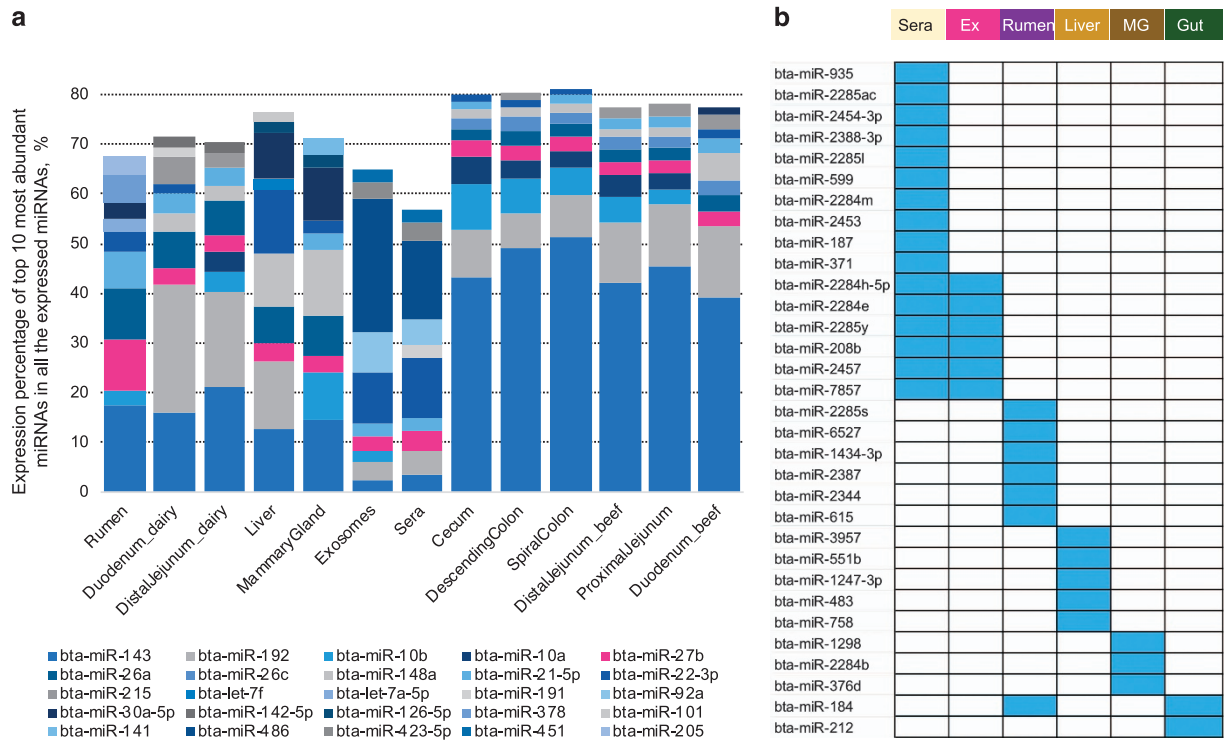 a
Expression percentage of top 10 most abundant
miRNAs in all the expressed miRNAs, %
80
70
60
50
40
30
20
10
0
Rumen
Duodenum_dairy
DistalJejunum_dairy
Liver
MammaryGland
Exosomes
Sera
Cecum
DescendingColon
SpiralColon
DistalJejunum_beef
ProximalJejunum
Duodenum_beef
bta-miR-143 bta-miR-192 bta-miR-10b bta-miR-10a bta-miR-27b
bta-miR-26a bta-miR-26c bta-miR-148a bta-miR-21-5p bta-miR-22-3p
bta-miR-215 bta-let-7f bta-let-7a-5p bta-miR-191 bta-miR-92a
bta-miR-30a-5p bta-miR-142-5p bta-miR-126-5p bta-miR-378 bta-miR-101
bta-miR-141 bta-miR-486 bta-miR-423-5p bta-miR-451 bta-miR-205
b
Sera Ex Rumen Liver MG Gut
bta-miR-935
bta-miR-2285ac
bta-miR-2454-3p
bta-miR-2388-3p
bta-miR-2285l
bta-miR-599
bta-miR-2284m
bta-miR-2453
bta-miR-187
bta-miR-371
bta-miR-2284h-5p
bta-miR-2284e
bta-miR-2285y
bta-miR-208b
bta-miR-2457
bta-miR-7857
bta-miR-2285s
bta-miR-6527
bta-miR-1434-3p
bta-miR-2387
bta-miR-2344
bta-miR-615
bta-miR-3957
bta-miR-551b
bta-miR-1247-3p
bta-miR-483
bta-miR-758
bta-miR-1298
bta-miR-2284b
bta-miR-376d
bta-miR-184
bta-miR-212